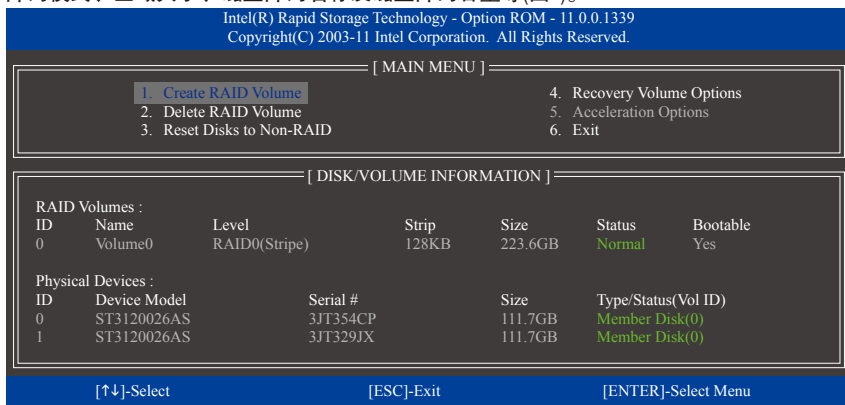 Intel(R) Rapid Storage Technology - Option ROM - 11.0.0.1339
Copyright(C) 2003-11 Intel Corporation. All Rights Reserved.
[ MAIN MENU ]
1. Create RAID Volume
2. Delete RAID Volume
3. Reset Disks to Non-RAID
4. Recovery Volume Options
5. Acceleration Options
6. Exit
[ DISK/VOLUME INFORMATION ]
RAID Volumes :
ID Name Level Strip Size Status Bootable
0 Volume0 RAID0(Stripe) 128KB 223.6GB Normal Yes
Physical Devices :
ID Device Model Serial # Size Type/Status(Vol ID)
0 ST3120026AS 3JT354CP 111.7GB Member Disk(0)
1 ST3120026AS 3JT329JX 111.7GB Member Disk(0)
[↑↓]-Select [ESC]-Exit [ENTER]-Select Menu